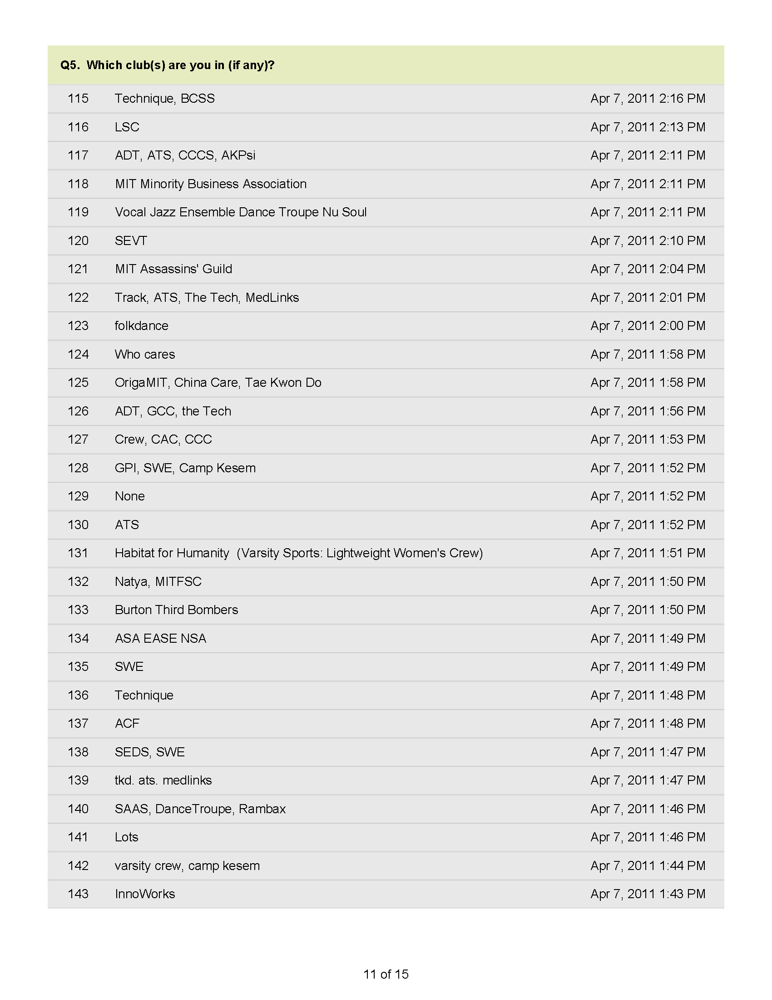 Q5.  Which club(s) are you in (if any)?
115 Technique, BCSS Apr 7, 2011 2:16 PM
116 LSC Apr 7, 2011 2:13 PM
117 ADT, ATS, CCCS, AKPsi Apr 7, 2011 2:11 PM
118 MIT Minority Business Association Apr 7, 2011 2:11 PM
119 Vocal Jazz Ensemble Dance Troupe Nu Soul Apr 7, 2011 2:11 PM
120 SEVT Apr 7, 2011 2:10 PM
121 MIT Assassins' Guild Apr 7, 2011 2:04 PM
122 Track, ATS, The Tech, MedLinks Apr 7, 2011 2:01 PM
123 folkdance Apr 7, 2011 2:00 PM
124 Who cares Apr 7, 2011 1:58 PM
125 OrigaMIT, China Care, Tae Kwon Do Apr 7, 2011 1:58 PM
126 ADT, GCC, the Tech Apr 7, 2011 1:56 PM
127 Crew, CAC, CCC Apr 7, 2011 1:53 PM
128 GPI, SWE, Camp Kesem Apr 7, 2011 1:52 PM
129 None Apr 7, 2011 1:52 PM
130 ATS Apr 7, 2011 1:52 PM
131 Habitat for Humanity  (Varsity Sports: Lightweight Women's Crew) Apr 7, 2011 1:51 PM
132 Natya, MITFSC Apr 7, 2011 1:50 PM
133 Burton Third Bombers Apr 7, 2011 1:50 PM
134 ASA EASE NSA Apr 7, 2011 1:49 PM
135 SWE Apr 7, 2011 1:49 PM
136 Technique Apr 7, 2011 1:48 PM
137 ACF Apr 7, 2011 1:48 PM
138 SEDS, SWE Apr 7, 2011 1:47 PM
139 tkd. ats. medlinks Apr 7, 2011 1:47 PM
140 SAAS, DanceTroupe, Rambax Apr 7, 2011 1:46 PM
141 Lots Apr 7, 2011 1:46 PM
142 varsity crew, camp kesem Apr 7, 2011 1:44 PM
143 InnoWorks Apr 7, 2011 1:43 PM
11 of 15